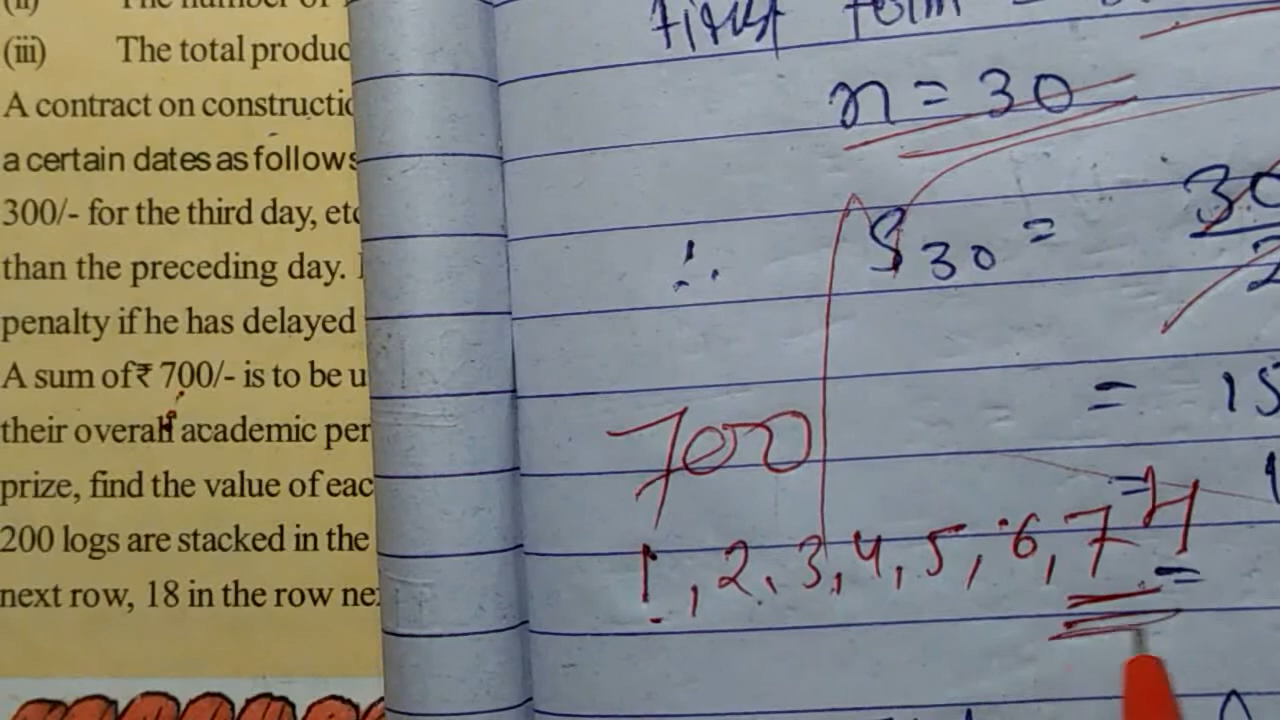 (iii) The total produc
A contract on constructio
a certain dates as follows
300/- for the third day, etc
than the preceding day.
penalty if he has delayed
A sum of ₹ 700/- is to be u
their overall academic per
prize, find the value of eac
200 logs are stacked in the
next row, 18 in the row ne
First
n = 30
∴ S30 = 30
2
= 15
700
=
1, 2, 3, 4, 5, 6, 7
=